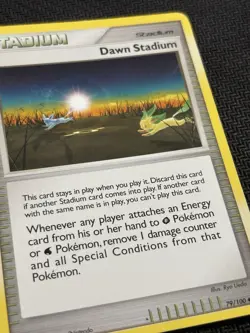 STADIUM
Stadium
Dawn Stadium
This card stays in play when you play it. Discard this card
if another Stadium card comes into play. If another card
with the same name is in play, you can't play this card.
Whenever any player attaches an Energy
card from his or her hand to Pokémon
or Pokémon, remove 1 damage counter
and all Special Conditions from that
Pokémon.
Illus. Ryo Ueda
79/100
intendo